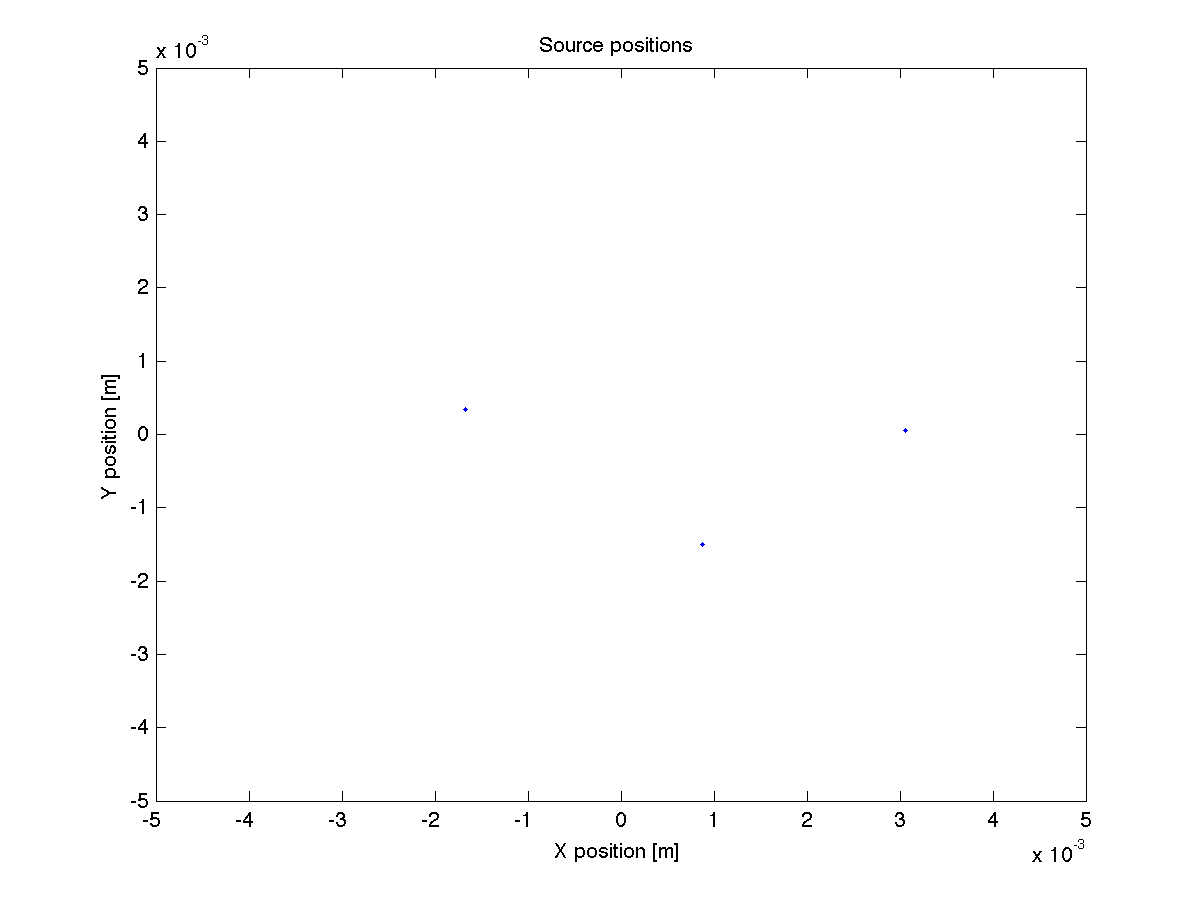 Source positions
x 10^-3
5
4
3
2
1
0
-1
-2
-3
-4
-5
Y position [m]
-5 -4 -3 -2 -1 0 1 2 3 4 5
X position [m]
x 10^-3